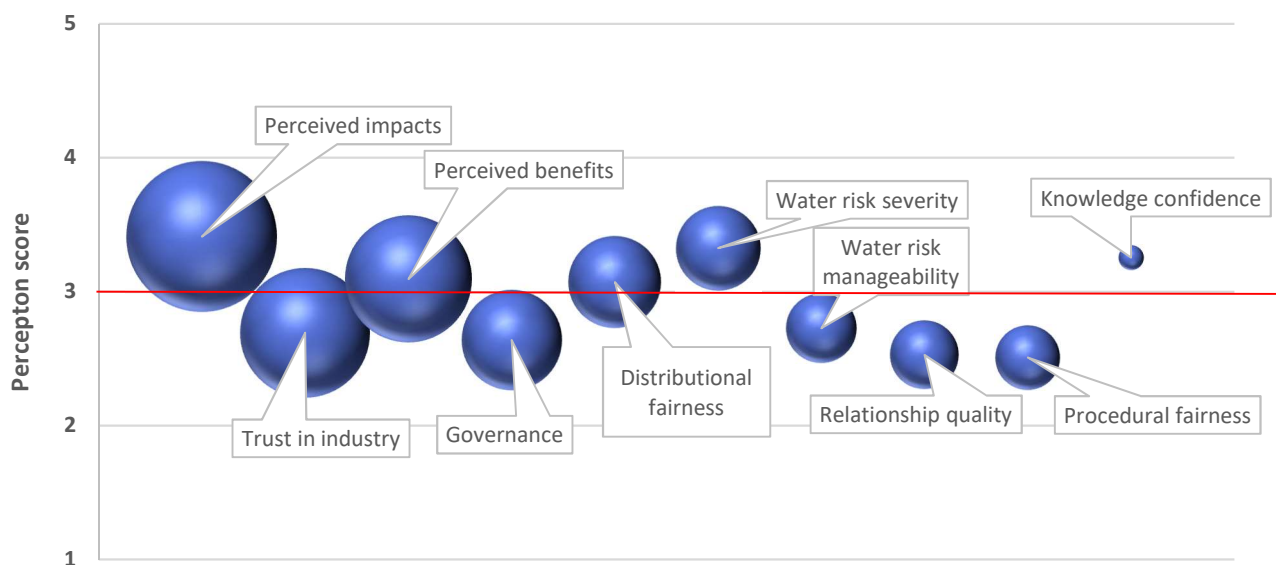 5
Perceived impacts
4
Perceived benefits
Water risk severity
Knowledge confidence
Water risk
manageability
Percepton score
3
Distributional
fairness
Relationship quality
Procedural fairness
Trust in industry
Governance
2
1